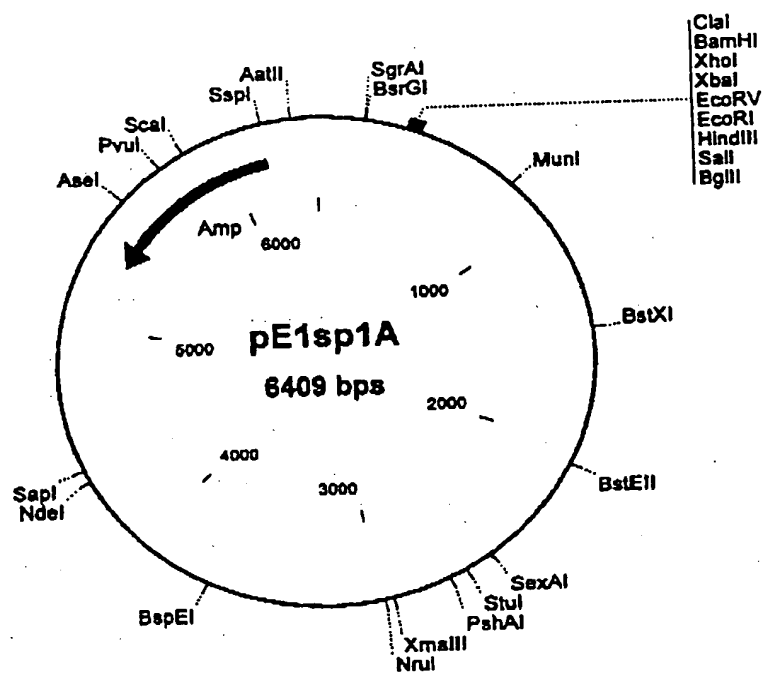 ClaI
BamHI
XhoI
XbaI
EcoRV
EcoRI
HindIII
SalI
BglII
AatII
SspI
ScaI
PvuI
AseI
SgrAI
BsrGI
MunI
Amp
6000
1000
BstXI
5000
pE1sp1A
6409 bps
2000
4000
3000
BstEII
SapI
NdeI
SexAI
StuI
PshAI
BspEI
XmaIII
NruI